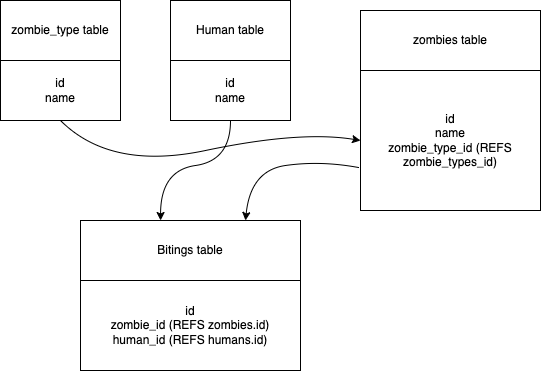 zombie_type table
id
name
Human table
id
name
zombies table
id
name
zombie_type_id (REFS
zombie_types_id)
Bitings table
id
zombie_id (REFS zombies.id)
human_id (REFS humans.id)